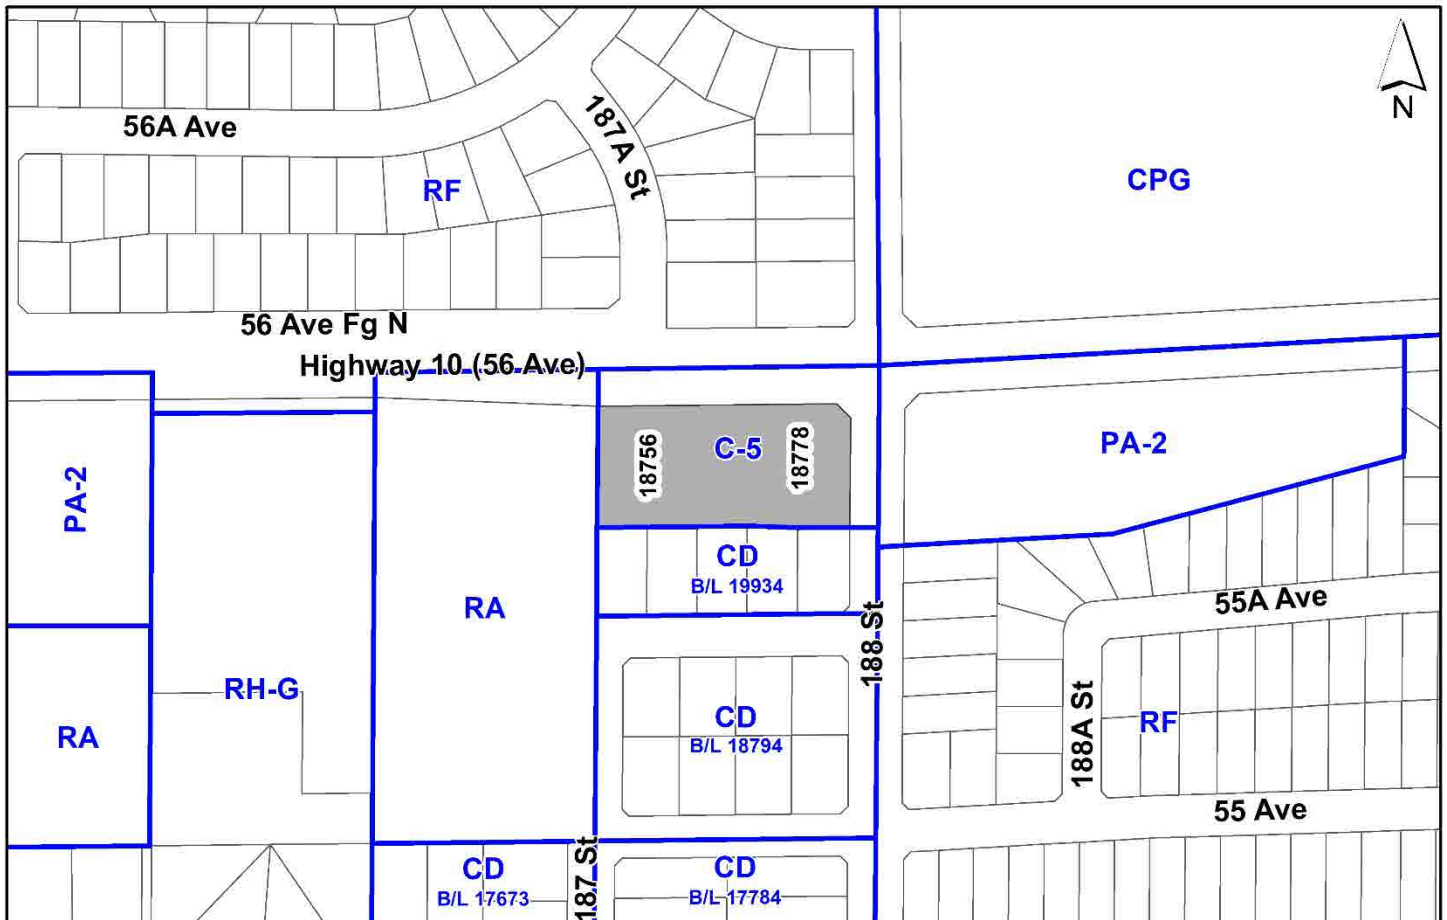 N
56A Ave
187A St
RF
CPG
56 Ave Fg N
Highway 10 (56 Ave)
PA-2
18756
C-5
18778
PA-2
CD
B/L 19934
RA
188 St
55A Ave
RH-G
RA
CD
B/L 18794
188A St
RF
55 Ave
CD
B/L 17673
187 St
CD
B/L 17784